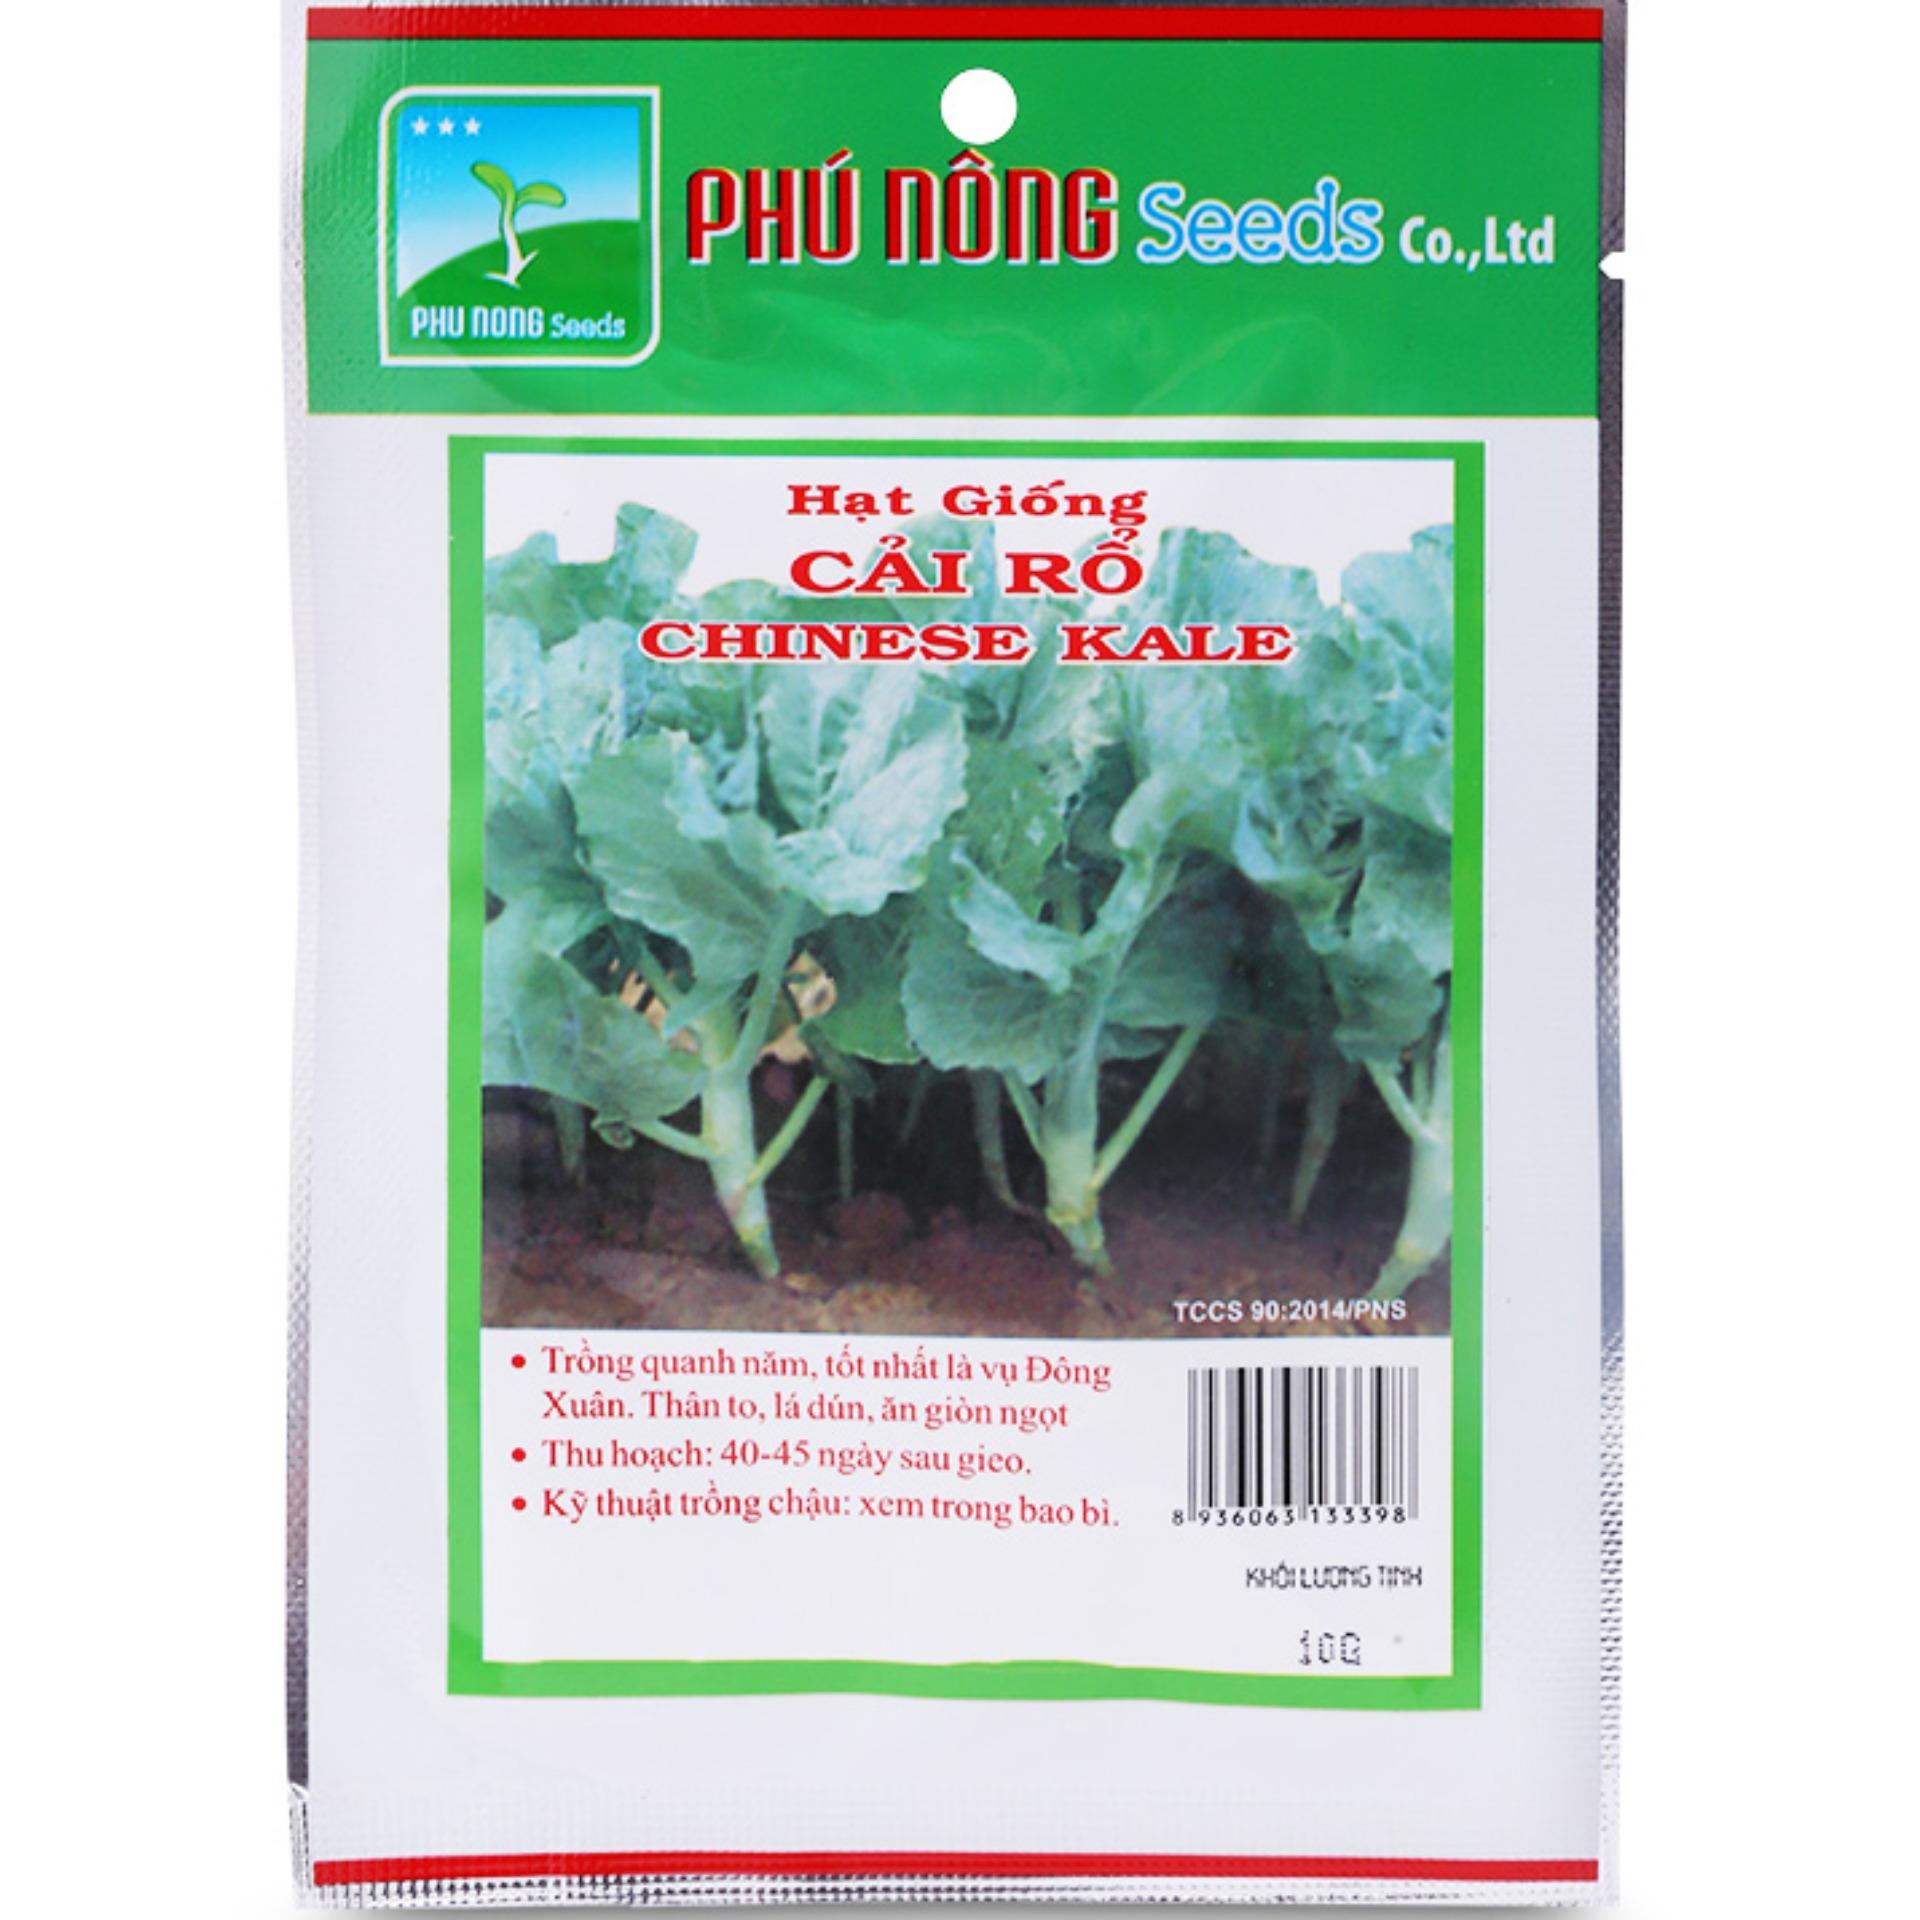 PHÚ NÔNG Seeds Co.,Ltd
PHU NONG Seeds
Hạt Giống
CẢI RỔ
CHINESE KALE
TCCS 90:2014/PNS
• Trồng quanh năm, tốt nhất là vụ Đông
Xuân. Thân to, lá dún, ăn giòn ngọt
• Thu hoạch: 40-45 ngày sau gieo.
• Kỹ thuật trồng chậu: xem trong bao bì.
8 936063 133398
KHỐI LƯỢNG TỊNH
10G